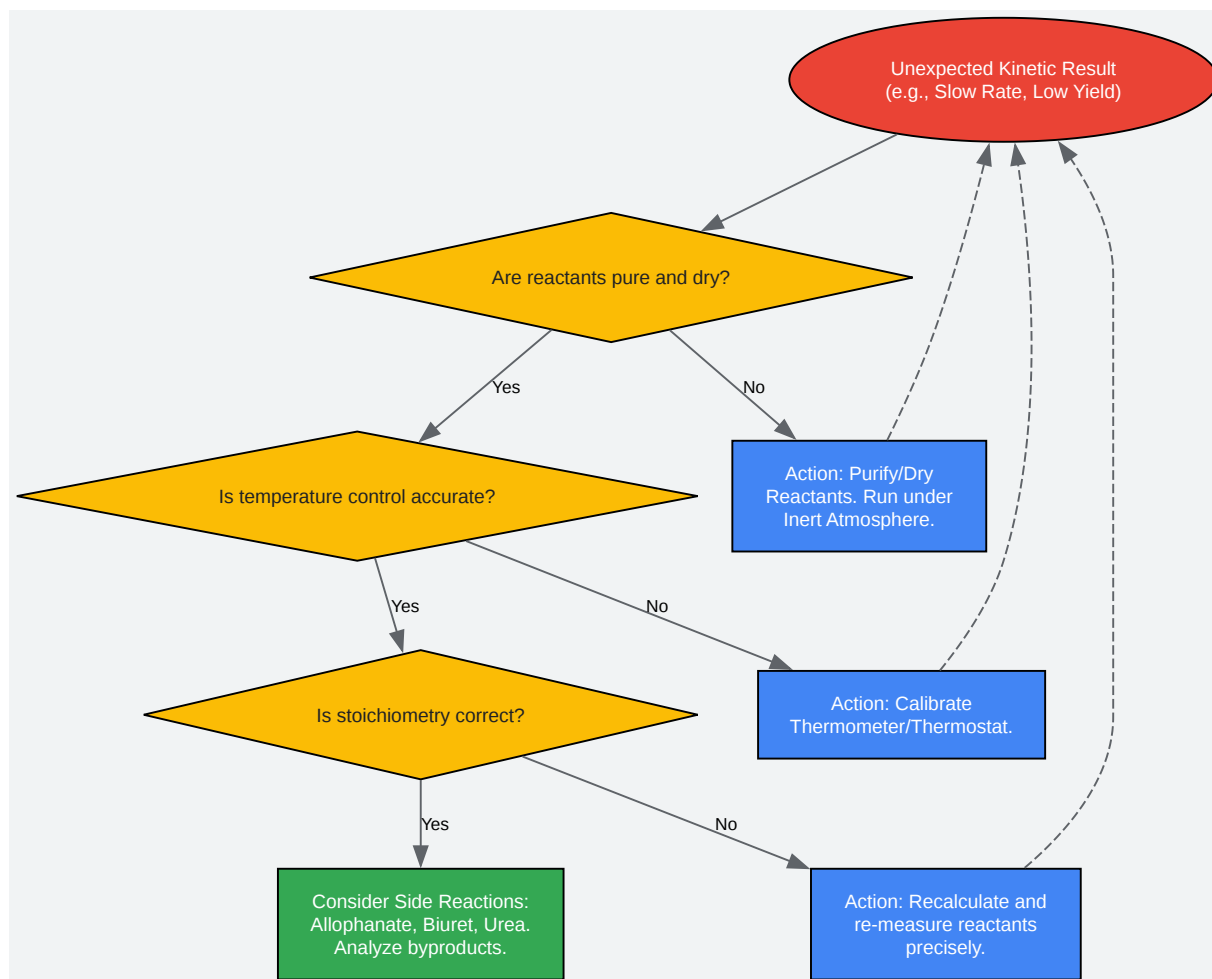 Unexpected Kinetic Result
(e.g., Slow Rate, Low Yield)
Are reactants pure and dry?
Yes
No
Is temperature control accurate?
Action: Purify/Dry
Reactants. Run under
Inert Atmosphere.
Yes
No
Is stoichiometry correct?
Action: Calibrate
Thermometer/Thermostat.
Yes
No
Consider Side Reactions:
Allophanate, Biuret, Urea.
Analyze byproducts.
Action: Recalculate and
re-measure reactants
precisely.